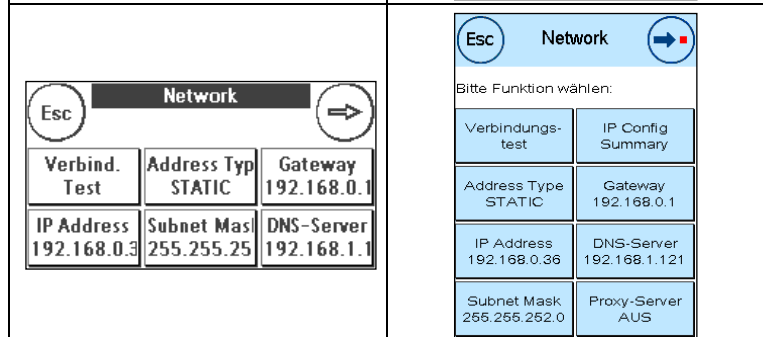 Network
Esc
Verbind.
Test
Address Typ
STATIC
Gateway
192.168.0.1
IP Address
192.168.0.3
Subnet Mas
255.255.25
DNS-Server
192.168.1.1
Esc
Network
Bitte Funktion wählen:
Verbindungs-
test
IP Config
Summary
Address Type
STATIC
Gateway
192.168.0.1
IP Address
192.168.0.36
DNS-Server
192.168.1.121
Subnet Mask
255.255.252.0
Proxy-Server
AUS